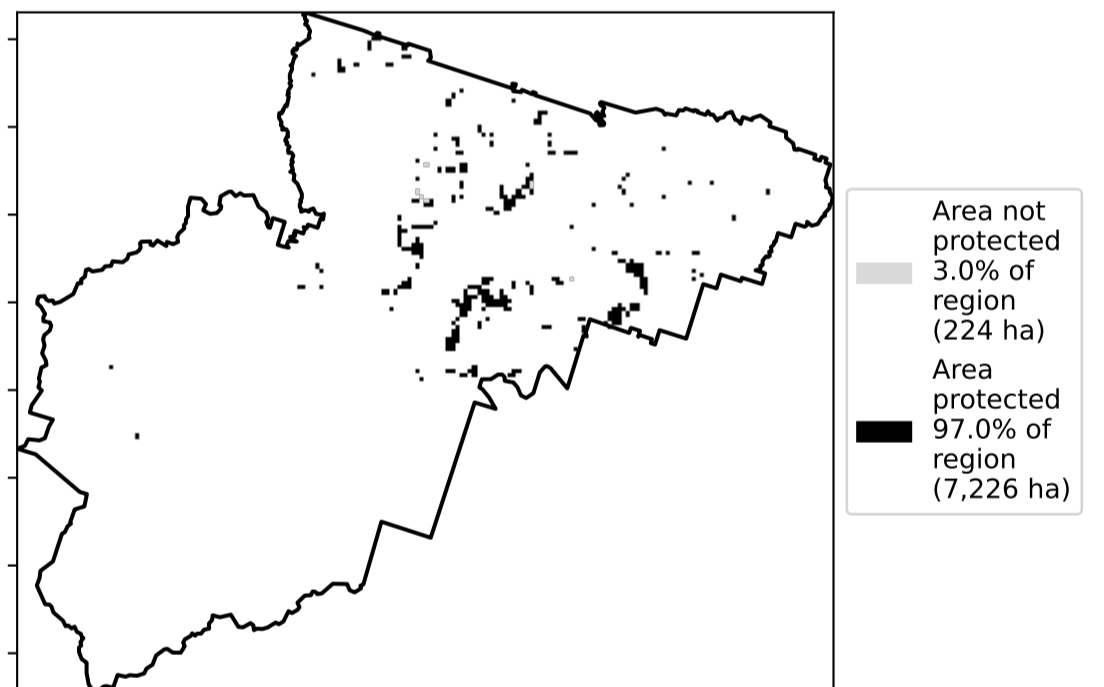 Area not
protected
3.0% of
region
(224 ha)
Area
protected
97.0% of
region
(7,226 ha)